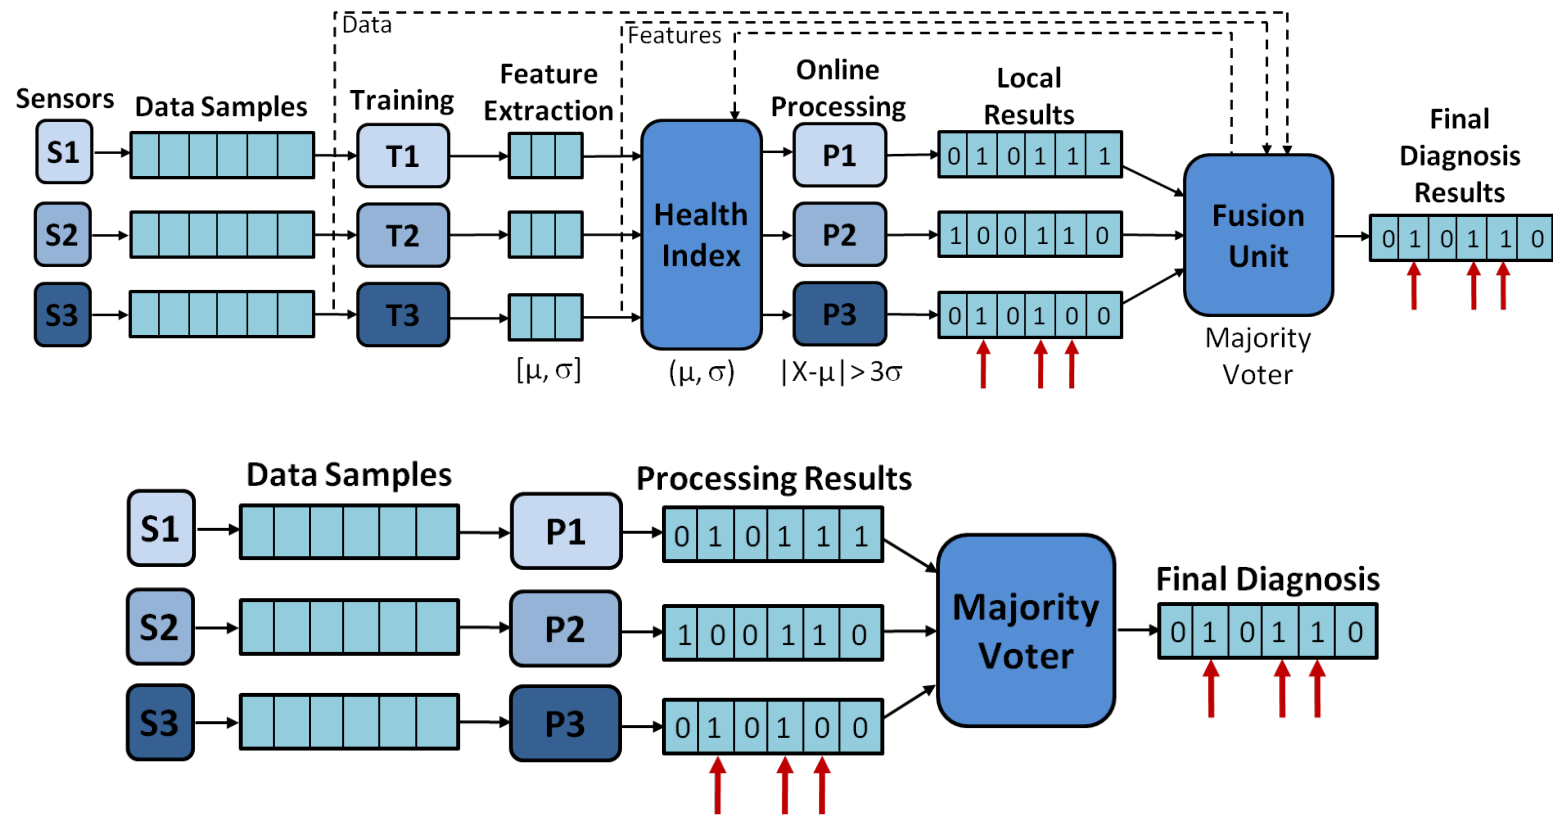 Data
Features
Sensors
Data Samples
Training
Feature
Extraction
Online
Processing
Local
Results
Final
Diagnosis
Results
S1
T1
P1
0 1 0 1 1 1
S2
T2
Health
Index
P2
1 0 0 1 1 0
Fusion
Unit
0 1 0 1 1 0
S3
T3
P3
0 1 0 1 0 0
[μ, σ]
(μ, σ)
|X-μ|> 3σ
Majority
Voter
Data Samples
Processing Results
S1
P1
0 1 0 1 1 1
S2
P2
1 0 0 1 1 0
Majority
Voter
Final Diagnosis
0 1 0 1 1 0
S3
P3
0 1 0 1 0 0